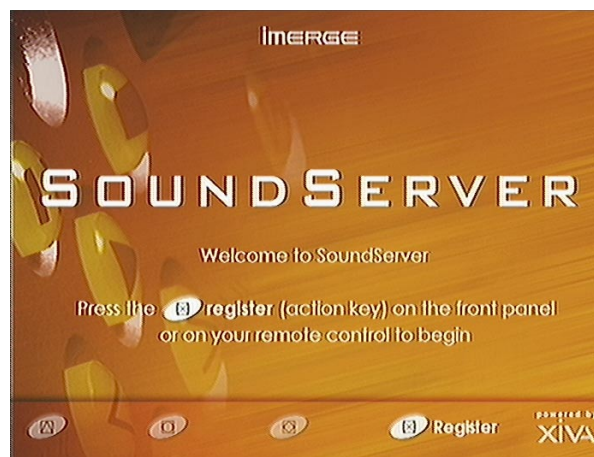 imerge
SOUNDSERVER
Welcome to SoundServer
Press the register (action key) on the front panel
or on your remote control to begin
Register
powered by
XIVA